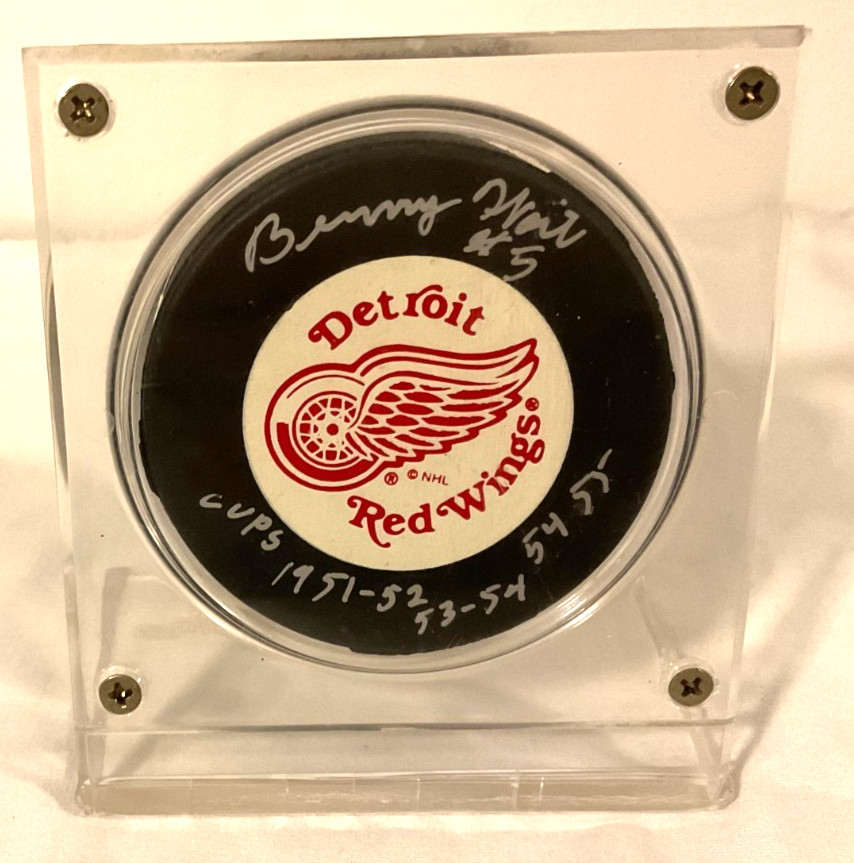 Benny Woit
#5
Detroit
® © NHL
Red Wings®
CUPS 1951-52 53-54 54 55